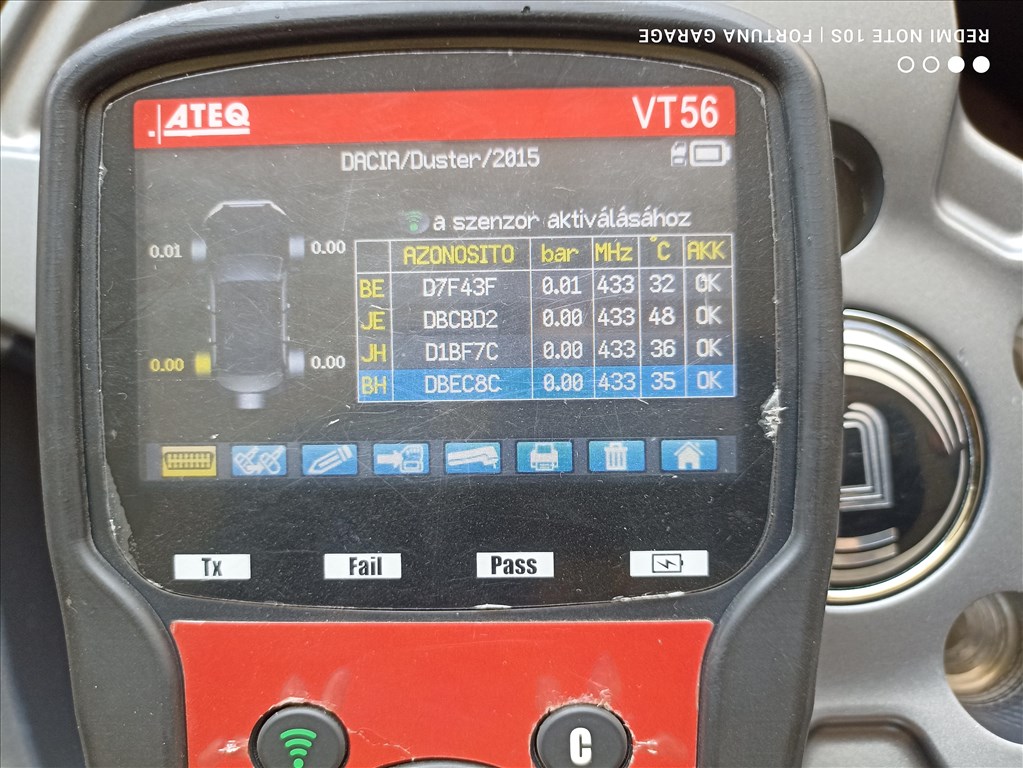 REDMI NOTE 10S | FORTUNA GARAGE
ATEQ VT56
DACIA/Duster/2015
a szenzor aktiválásához
0.01 0.00
0.00 0.00
AZONOSITO bar MHz °C AKK
BE D7F43F 0.01 433 32 OK
JE DBCBD2 0.00 433 48 OK
JH D1BF7C 0.00 433 36 OK
BH DBEC8C 0.00 433 35 OK
Tx Fail Pass
C